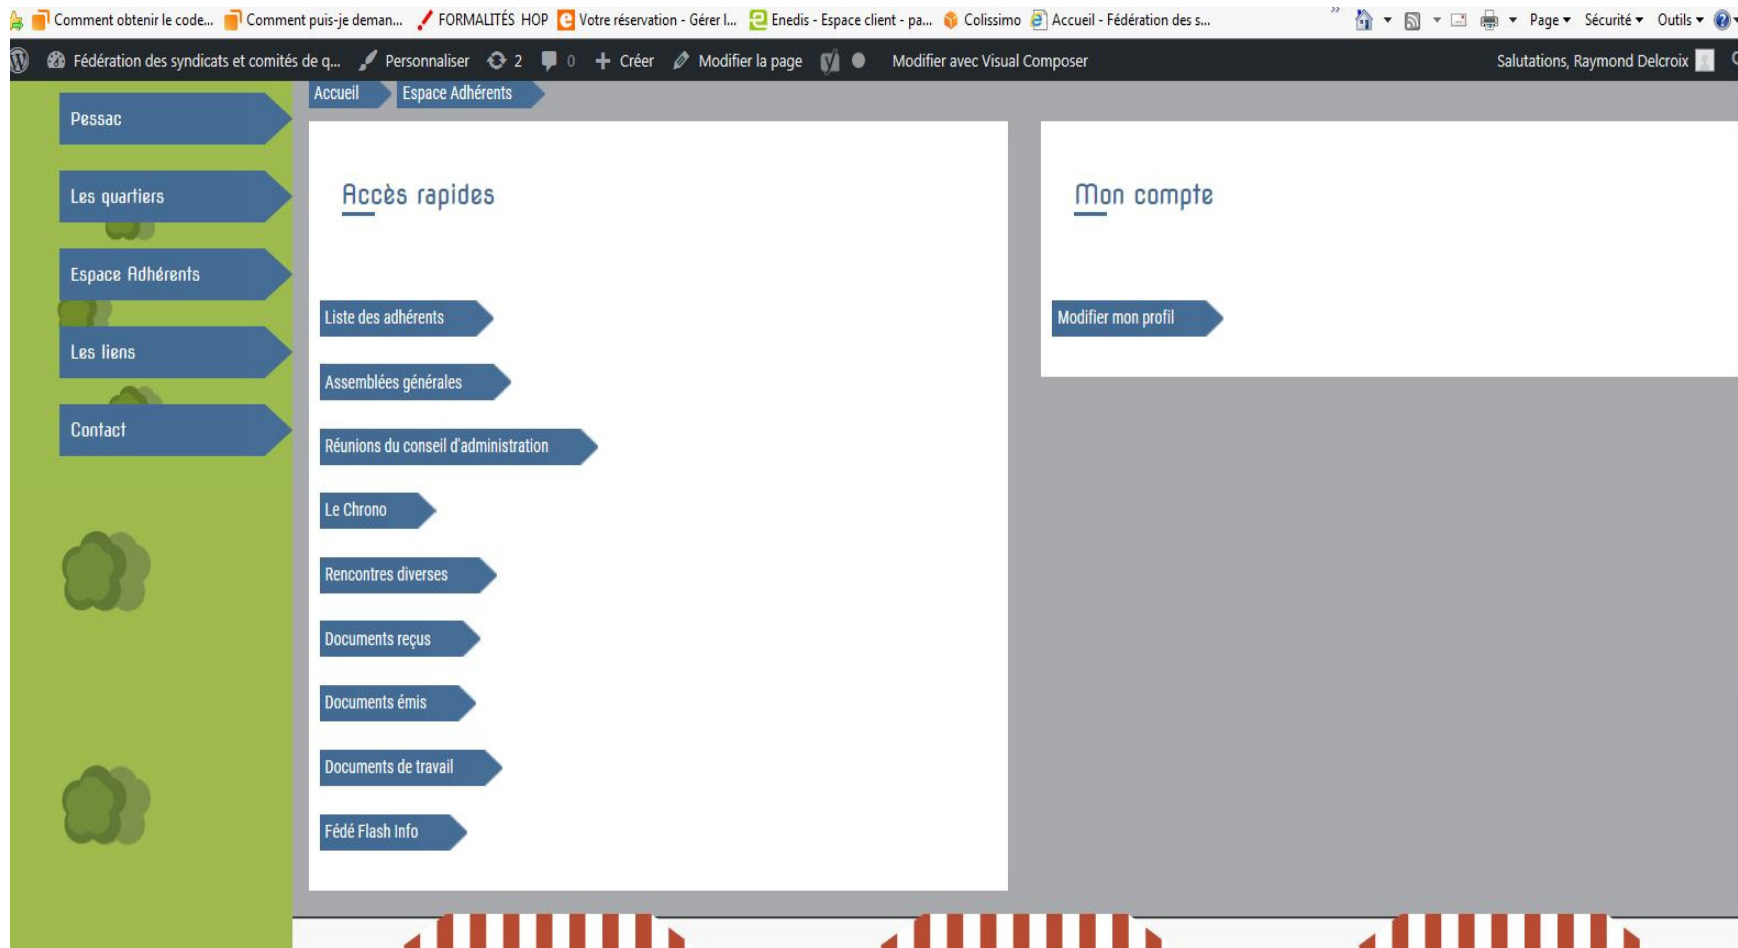 Comment obtenir le code... Comment puis-je deman... FORMALITÉS HOP Votre réservation - Gérer l... Enedis - Espace client - pa... Colissimo Accueil - Fédération des s... » Page Sécurité Outils
Fédération des syndicats et comités de q... Personnaliser 2 0 + Créer Modifier la page Modifier avec Visual Composer Salutations, Raymond Delcroix
Accueil Espace Adhérents
Pessac
Les quartiers
Espace Adhérents
Les liens
Contact
Accès rapides
Liste des adhérents
Assemblées générales
Réunions du conseil d'administration
Le Chrono
Rencontres diverses
Documents reçus
Documents émis
Documents de travail
Fédé Flash Info
Mon compte
Modifier mon profil